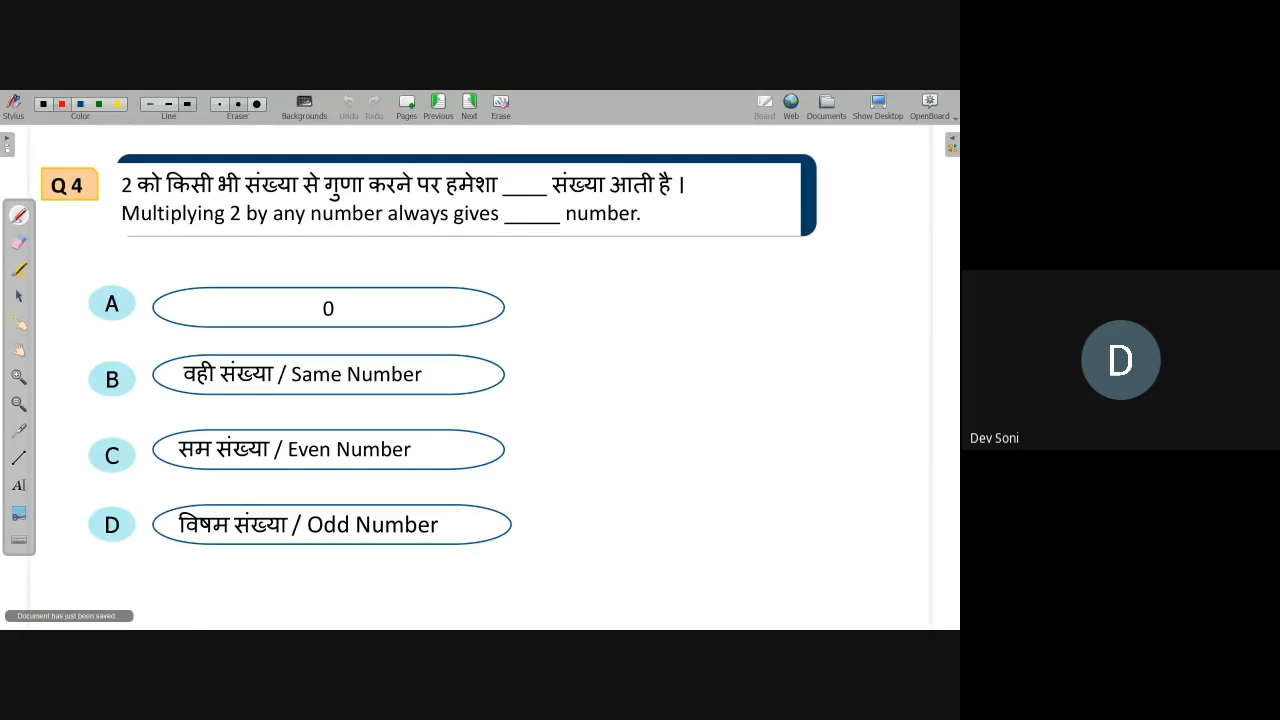 Stylus
Color
Line
Eraser
Backgrounds
Undo
Redo
Pages
Previous
Next
Erase
Board
Web
Documents
Show Desktop
OpenBoard
Q 4
2 को किसी भी संख्या से गुणा करने पर हमेशा ____ संख्या आती है ।
Multiplying 2 by any number always gives _____ number.
A
0
B
वही संख्या / Same Number
C
सम संख्या / Even Number
D
विषम संख्या / Odd Number
Document has just been saved.
D
Dev Soni